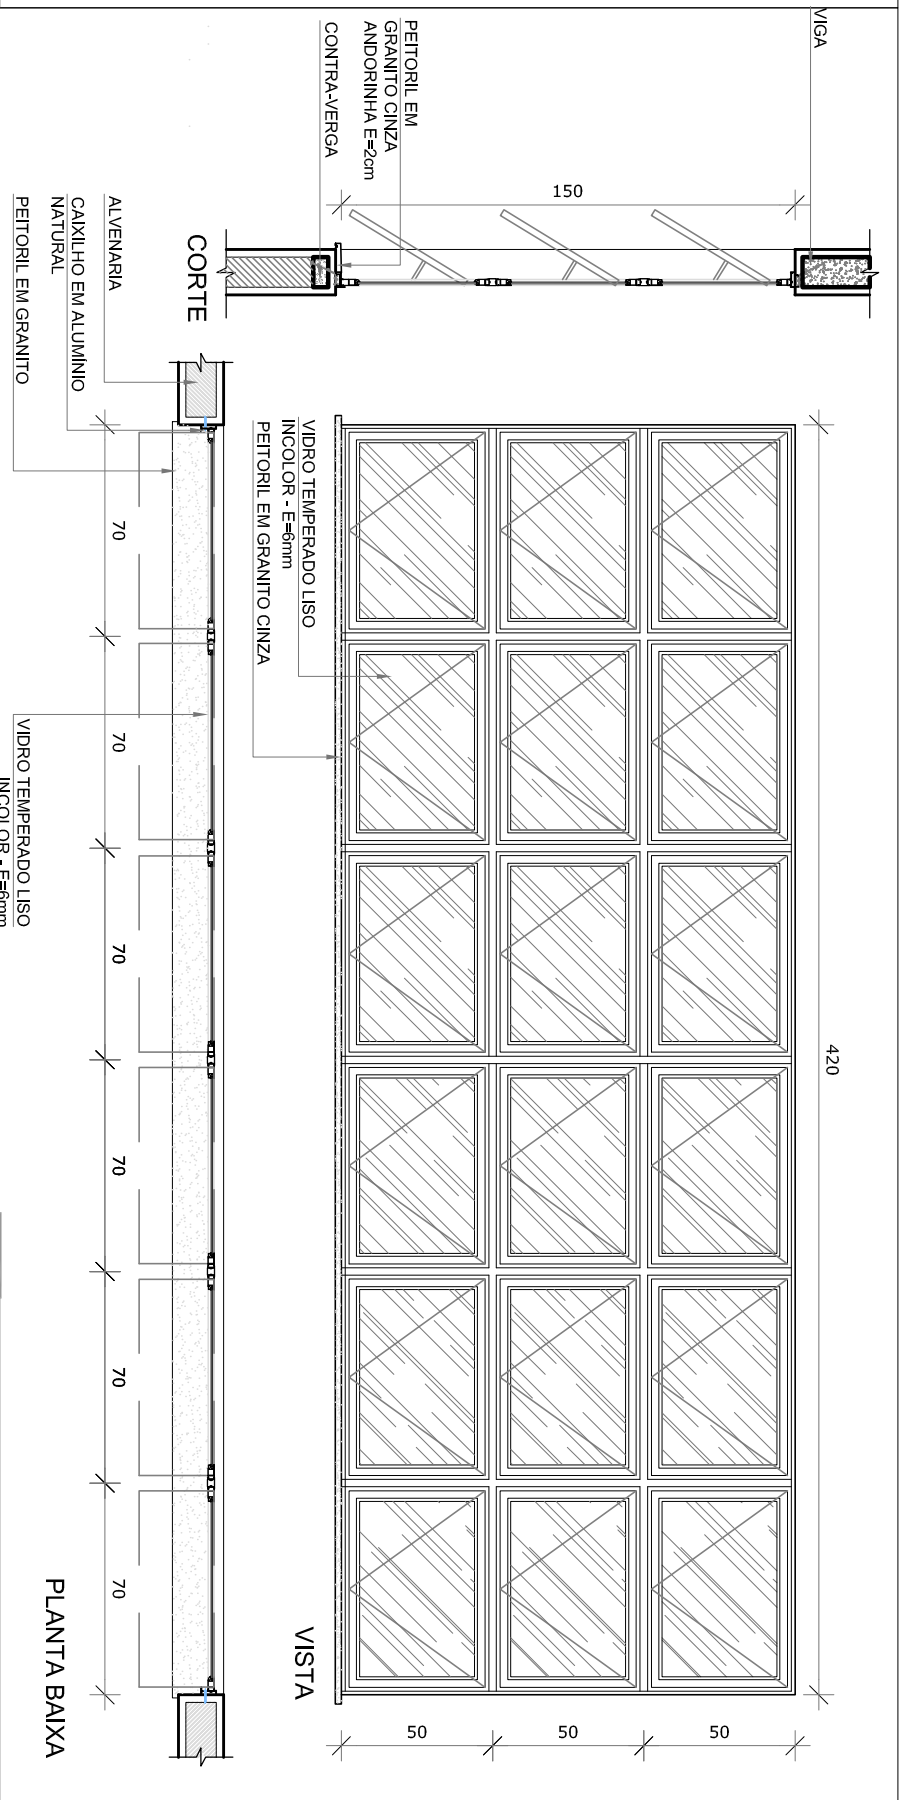 VIGA
PEITORIL EM
GRANITO CINZA
ANDORINHA E=2cm
CONTRA-VERGA
150
CORTE
420
50
50
50
VIDRO TEMPERADO LISO
INCOLOR - E=6mm
PEITORIL EM GRANITO CINZA
VISTA
ALVENARIA
CAIXILHO EM ALUMÍNIO
NATURAL
PEITORIL EM GRANITO
70
70
70
70
70
70
VIDRO TEMPERADO LISO
INCOLOR - E=6mm
PLANTA BAIXA